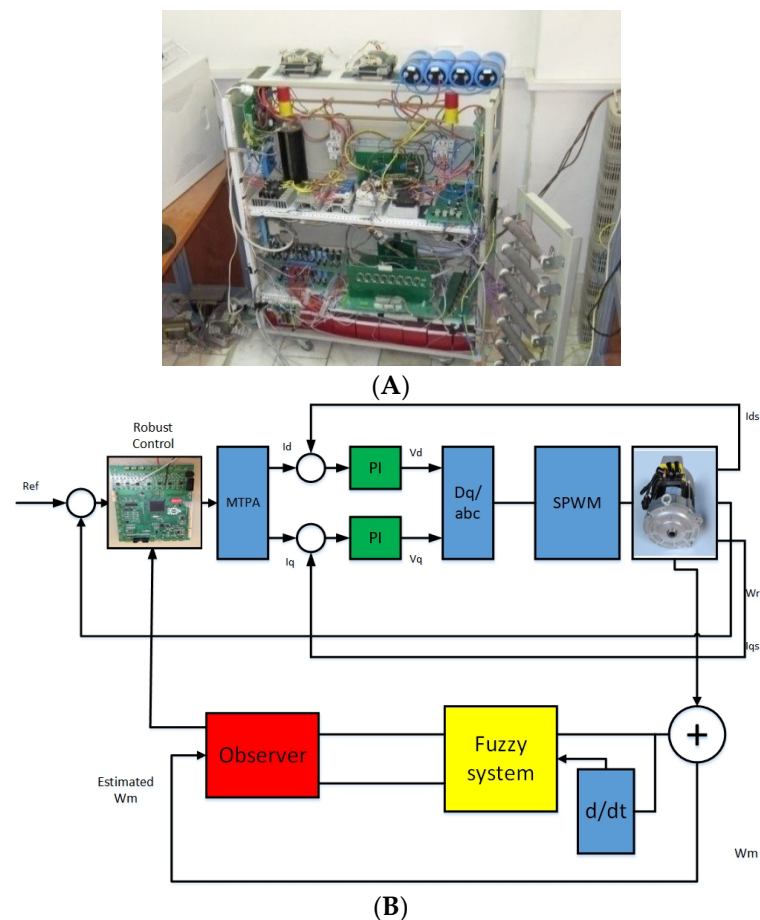 (A)
Robust
Control
Ref
MTPA
Id
Iq
PI
PI
Vd
Vq
Dq/
abc
SPWM
Ids
Wr
Iqs
Observer
Fuzzy
system
d/dt
+
Estimated
Wm
Wm
(B)